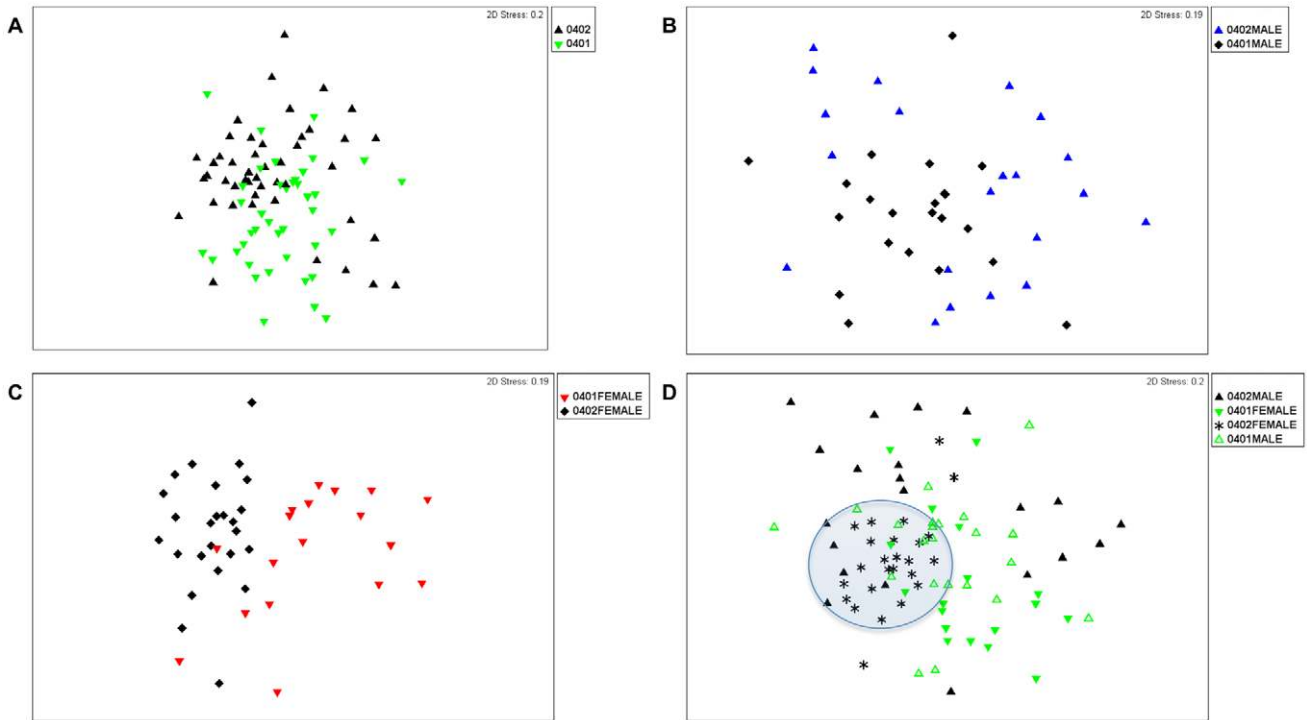 A
2D Stress: 0.2
0402
0401
B
2D Stress: 0.19
0402MALE
0401MALE
C
2D Stress: 0.19
0401FEMALE
0402FEMALE
D
2D Stress: 0.2
0402MALE
0401FEMALE
0402FEMALE
0401MALE